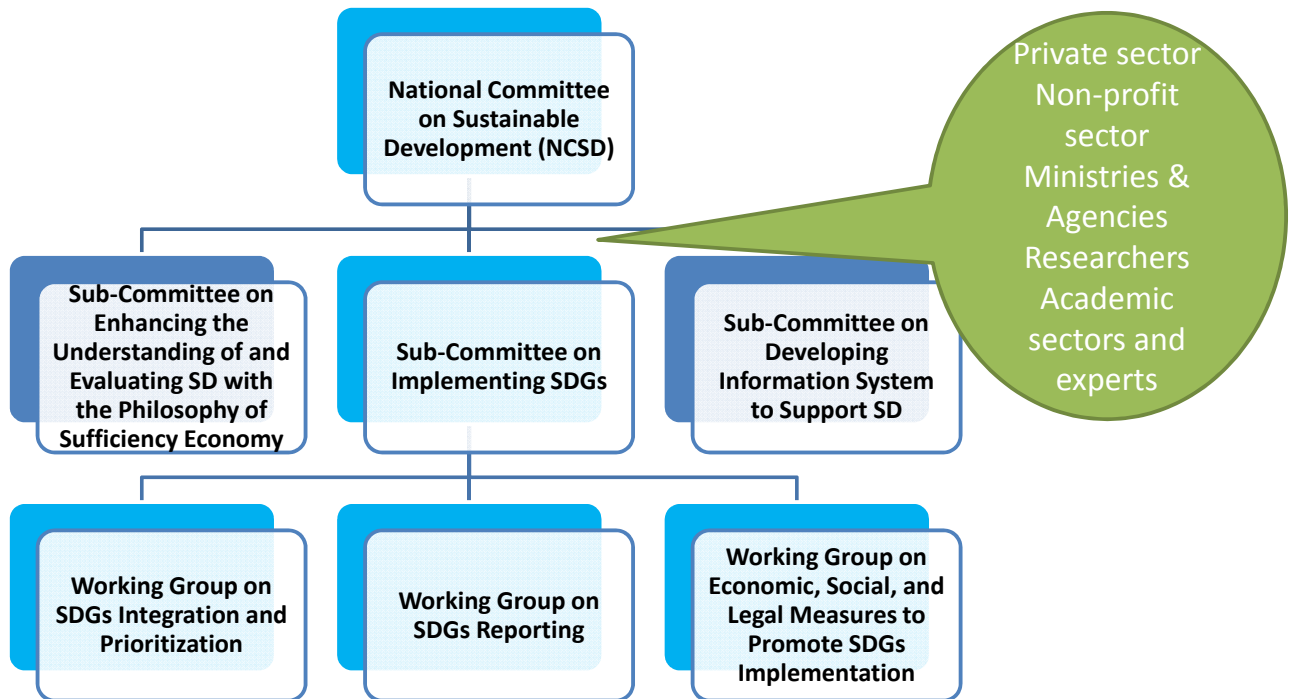 National Committee
on Sustainable
Development (NCSD)
Private sector
Non-profit
sector
Ministries &
Agencies
Researchers
Academic
sectors and
experts
Sub-Committee on
Enhancing the
Understanding of and
Evaluating SD with
the Philosophy of
Sufficiency Economy
Sub-Committee on
Implementing SDGs
Sub-Committee on
Developing
Information System
to Support SD
Working Group on
SDGs Integration and
Prioritization
Working Group on
SDGs Reporting
Working Group on
Economic, Social, and
Legal Measures to
Promote SDGs
Implementation